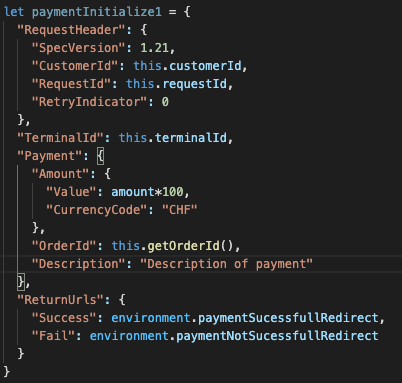 let paymentInitialize1 = {
"RequestHeader": {
"SpecVersion": 1.21,
"CustomerId": this.customerId,
"RequestId": this.requestId,
"RetryIndicator": 0
},
"TerminalId": this.terminalId,
"Payment": {
"Amount": {
"Value": amount*100,
"CurrencyCode": "CHF"
},
"OrderId": this.getOrderId(),
"Description": "Description of payment"
},
"ReturnUrls": {
"Success": environment.paymentSucessfullRedirect,
"Fail": environment.paymentNotSucessfullRedirect
}
}